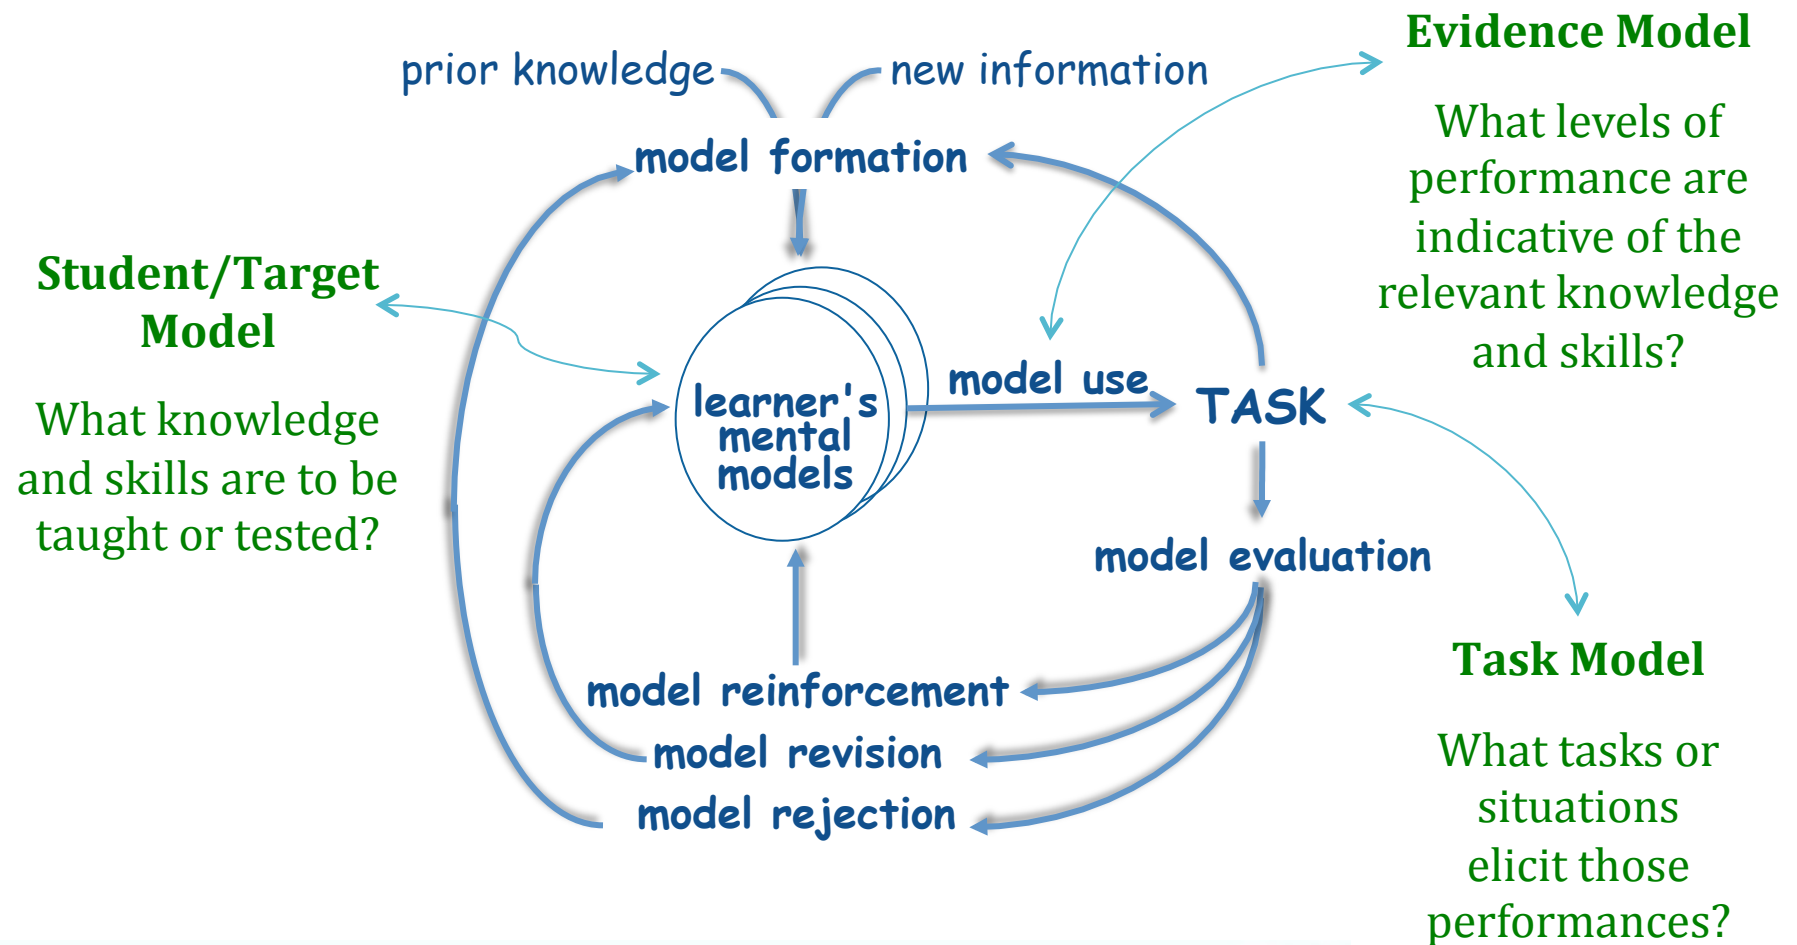 Evidence Model
What levels of
performance are
indicative of the
relevant knowledge
and skills?
prior knowledge
new information
model formation
Student/Target
Model
What knowledge
and skills are to be
taught or tested?
learner's
mental
models
model use
TASK
model evaluation
model reinforcement
model revision
model rejection
Task Model
What tasks or
situations
elicit those
performances?